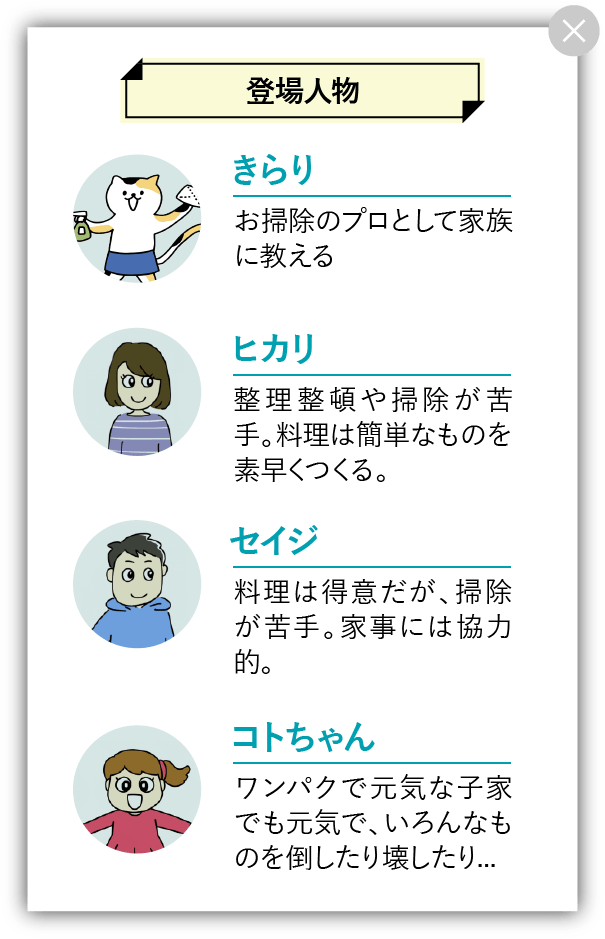 登場人物
きらり
お掃除のプロとして家族
に教える
ヒカリ
整理整頓や掃除が苦
手。料理は簡単なものを
素早くつくる。
セイジ
料理は得意だが、掃除
が苦手。家事には協力
的。
コトちゃん
ワンパクで元気な子家
でも元気で、いろんなも
のを倒したり壊したり...